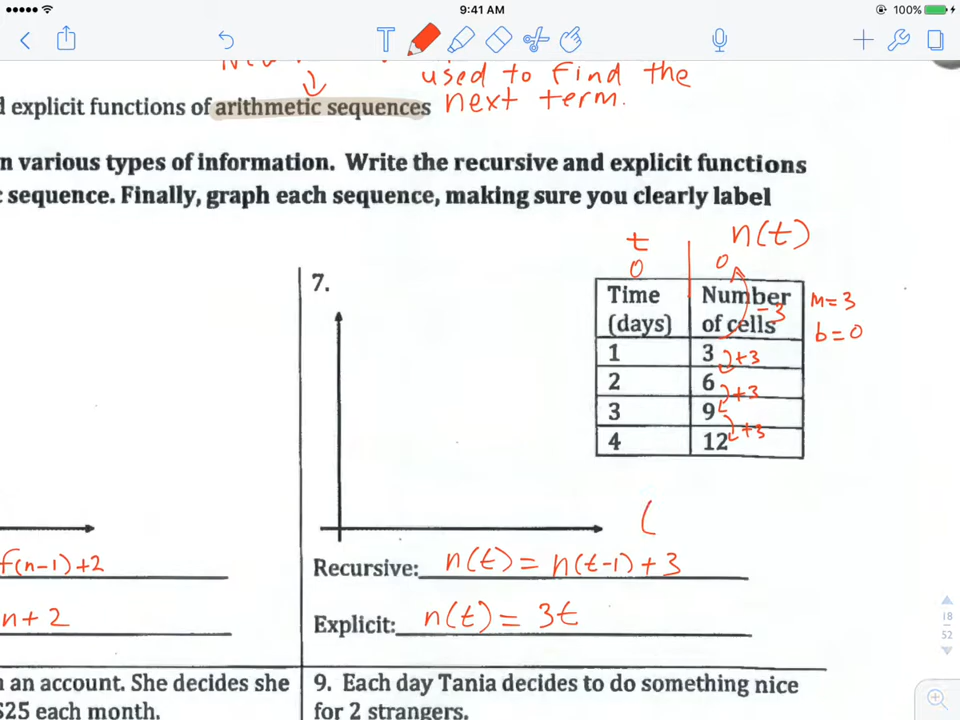 9:41 AM
100%
T
used to find the
d explicit functions of arithmetic sequences next term.
n various types of information. Write the recursive and explicit functions
c sequence. Finally, graph each sequence, making sure you clearly label
t n(t)
0 0
7.
Time Number
(days) of cells
-3
m=3
b=0
1 3 +3
2 6 +3
3 9 +3
4 12
(
f(n-1)+2
Recursive: n(t) = n(t-1)+3
n+2
Explicit: n(t) = 3t
n an account. She decides she
$25 each month.
9. Each day Tania decides to do something nice
for 2 strangers.
18
52